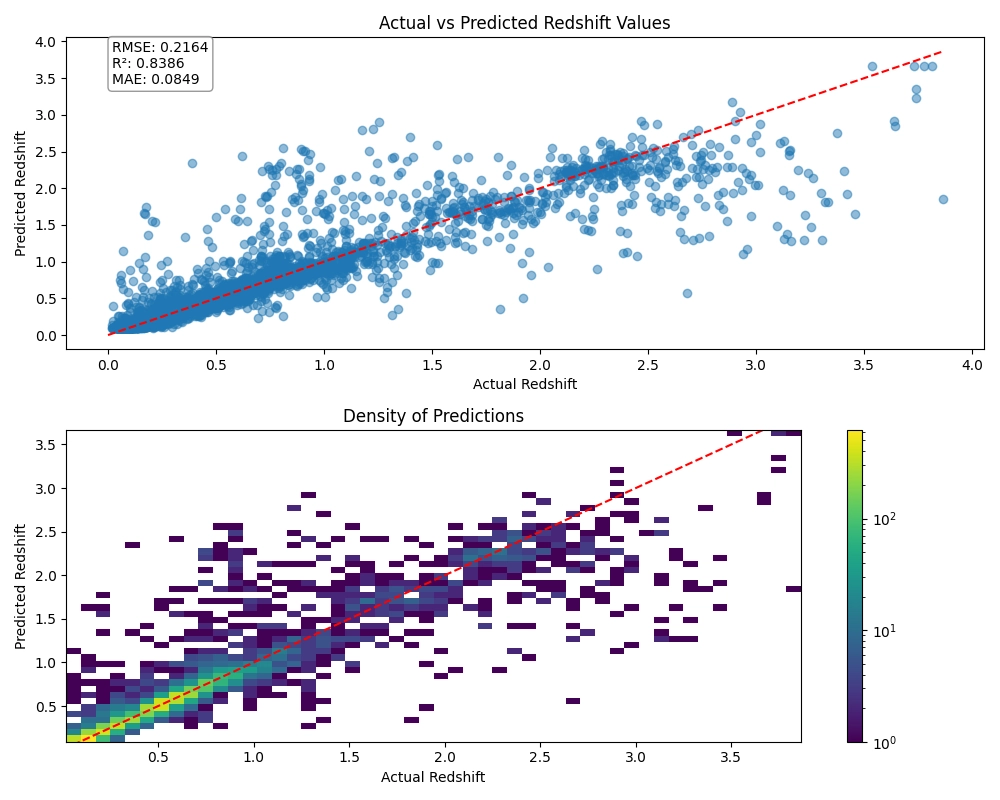 Actual vs Predicted Redshift Values
RMSE: 0.2164
R²: 0.8386
MAE: 0.0849
Predicted Redshift
4.0
3.5
3.0
2.5
2.0
1.5
1.0
0.5
0.0
0.0 0.5 1.0 1.5 2.0 2.5 3.0 3.5 4.0
Actual Redshift
Density of Predictions
Predicted Redshift
3.5
3.0
2.5
2.0
1.5
1.0
0.5
0.5 1.0 1.5 2.0 2.5 3.0 3.5
Actual Redshift
10²
10¹
10⁰